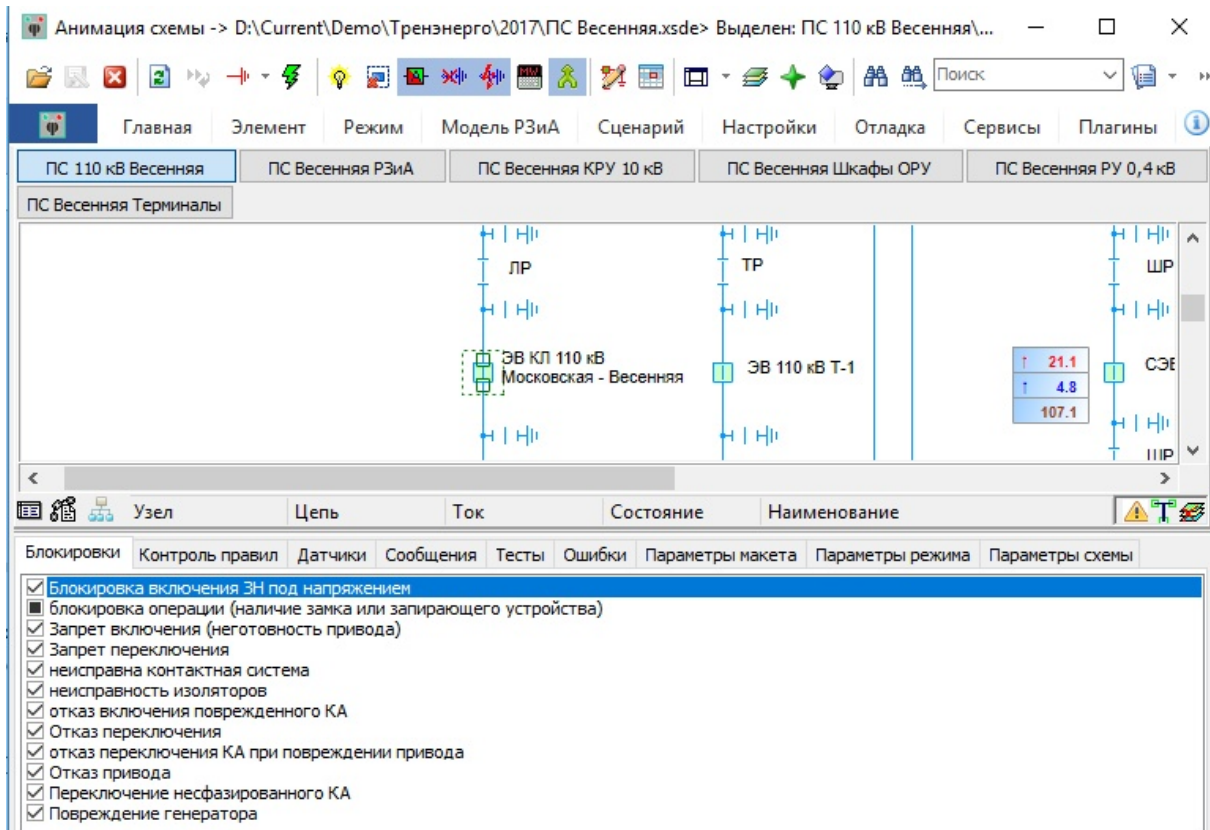 Анимация схемы -> D:\Current\Demo\Тренэнерго\2017\ПС Весенняя.xsde> Выделен: ПС 110 кВ Весенняя\...
Поиск
Главная Элемент Режим Модель РЗиА Сценарий Настройки Отладка Сервисы Плагины
ПС 110 кВ Весенняя ПС Весенняя РЗиА ПС Весенняя КРУ 10 кВ ПС Весенняя Шкафы ОРУ ПС Весенняя РУ 0,4 кВ
ПС Весенняя Терминалы
ЛР ТР ШР
ЭВ КЛ 110 кВ
Московская - Весенняя
ЭВ 110 кВ Т-1
↑ 21.1
↑ 4.8
107.1
СЭВ
ШР
Узел Цепь Ток Состояние Наименование
Блокировки Контроль правил Датчики Сообщения Тесты Ошибки Параметры макета Параметры режима Параметры схемы
Блокировка включения ЗН под напряжением
блокировка операции (наличие замка или запирающего устройства)
Запрет включения (неготовность привода)
Запрет переключения
неисправна контактная система
неисправность изоляторов
отказ включения поврежденного КА
Отказ переключения
отказ переключения КА при повреждении привода
Отказ привода
Переключение несфазированного КА
Повреждение генератора